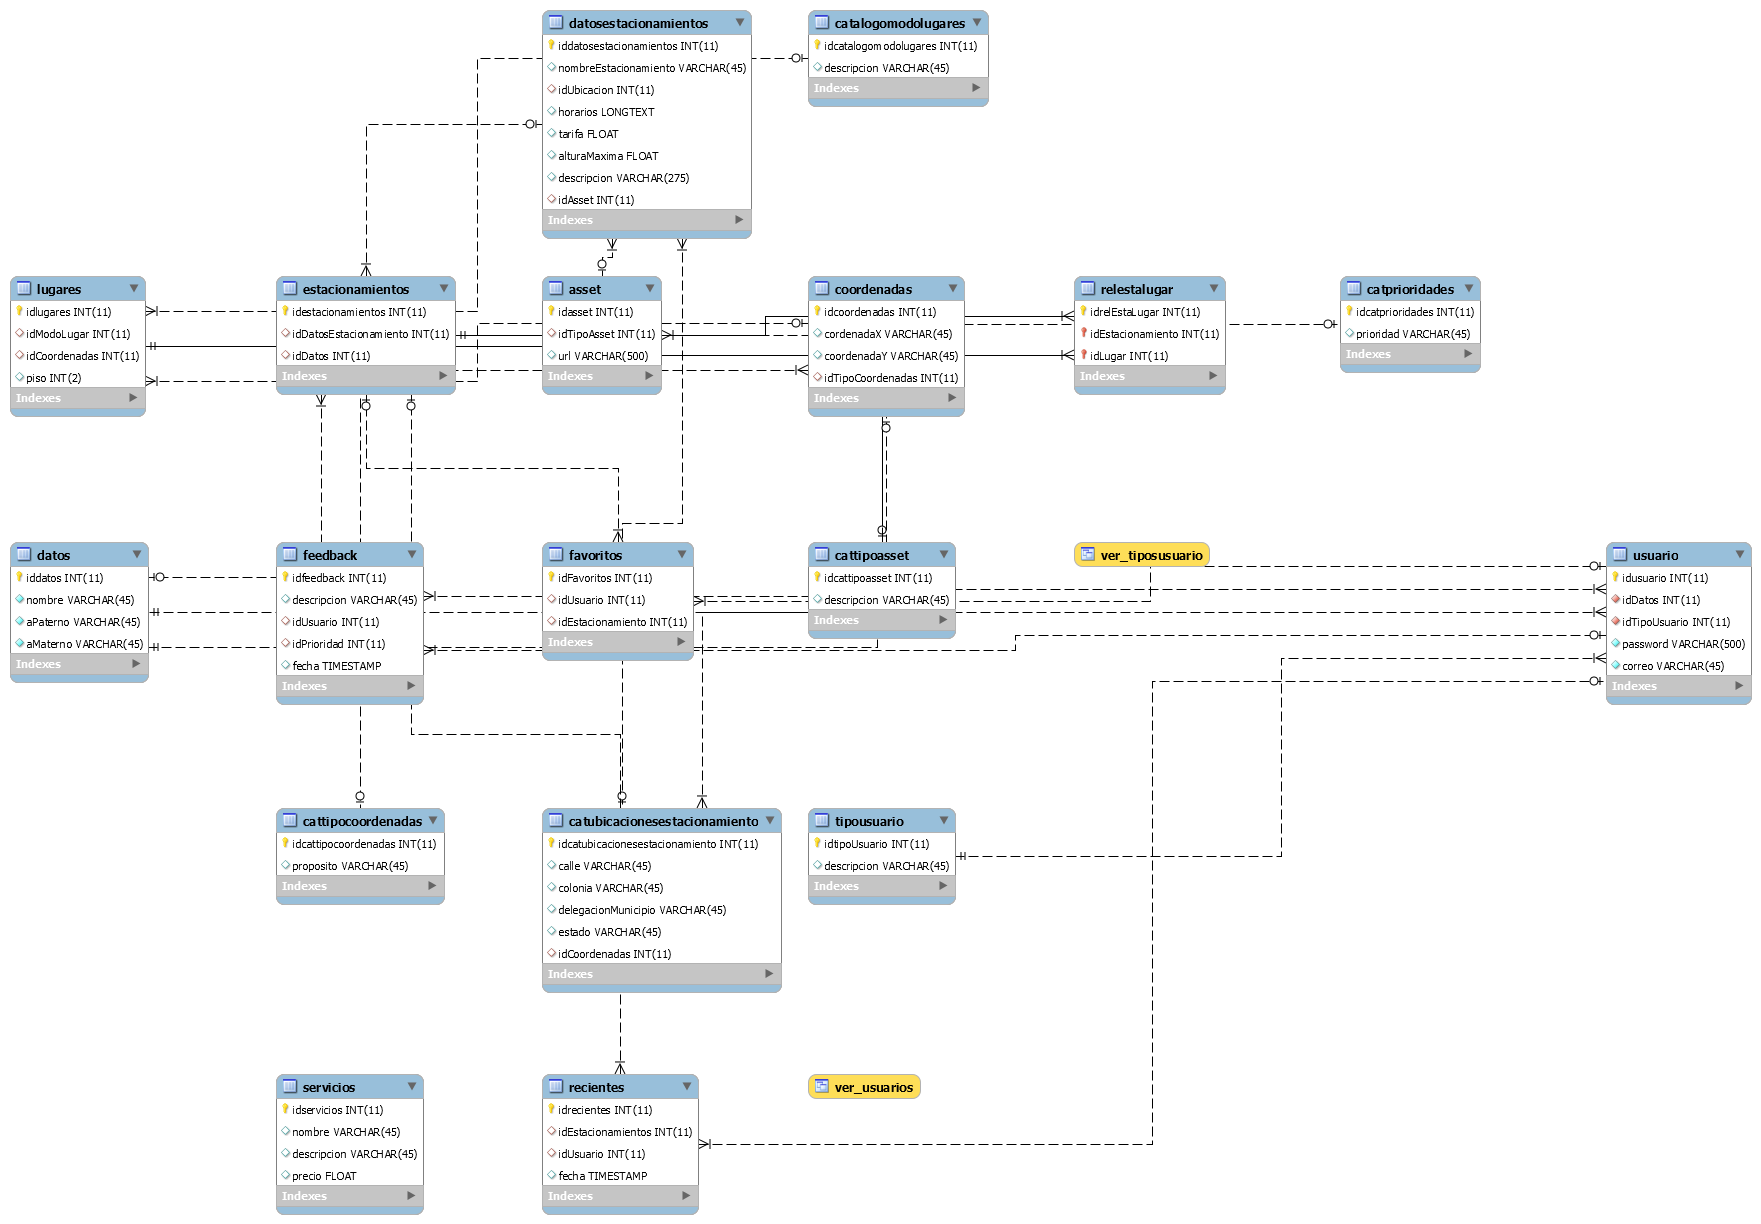 datosestacionamientos
iddatosestacionamientos INT(11)
nombreEstacionamiento VARCHAR(45)
idUbicacion INT(11)
horarios LONGTEXT
tarifa FLOAT
alturaMaxima FLOAT
descripcion VARCHAR(275)
idAsset INT(11)
Indexes
catalogomodolugares
idcatalogomodolugares INT(11)
descripcion VARCHAR(45)
Indexes
lugares
idlugares INT(11)
idModoLugar INT(11)
idCoordenadas INT(11)
piso INT(2)
Indexes
estacionamientos
idestacionamientos INT(11)
idDatosEstacionamiento INT(11)
idDatos INT(11)
Indexes
asset
idasset INT(11)
idTipoAsset INT(11)
url VARCHAR(500)
Indexes
coordenadas
idcoordenadas INT(11)
cordenadaX VARCHAR(45)
coordenadaY VARCHAR(45)
idTipoCoordenadas INT(11)
Indexes
relestalugar
idrelEstaLugar INT(11)
idEstacionamiento INT(11)
idLugar INT(11)
Indexes
catprioridades
idcatprioridades INT(11)
prioridad VARCHAR(45)
Indexes
datos
iddatos INT(11)
nombre VARCHAR(45)
aPaterno VARCHAR(45)
aMaterno VARCHAR(45)
Indexes
feedback
idfeedback INT(11)
descripcion VARCHAR(45)
idUsuario INT(11)
idPrioridad INT(11)
fecha TIMESTAMP
Indexes
favoritos
idFavoritos INT(11)
idUsuario INT(11)
idEstacionamiento INT(11)
Indexes
cattipoasset
idcattipoasset INT(11)
descripcion VARCHAR(45)
Indexes
ver_tiposusuario
usuario
idusuario INT(11)
idDatos INT(11)
idTipoUsuario INT(11)
password VARCHAR(500)
correo VARCHAR(45)
Indexes
cattipocoordenadas
idcattipocoordenadas INT(11)
proposito VARCHAR(45)
Indexes
catubicacionesestacionamiento
idcatubicacionesestacionamiento INT(11)
calle VARCHAR(45)
colonia VARCHAR(45)
delegacionMunicipio VARCHAR(45)
estado VARCHAR(45)
idCoordenadas INT(11)
Indexes
tipousuario
idtipoUsuario INT(11)
descripcion VARCHAR(45)
Indexes
servicios
idservicios INT(11)
nombre VARCHAR(45)
descripcion VARCHAR(45)
precio FLOAT
Indexes
recientes
idrecientes INT(11)
idEstacionamientos INT(11)
idUsuario INT(11)
fecha TIMESTAMP
Indexes
ver_usuarios